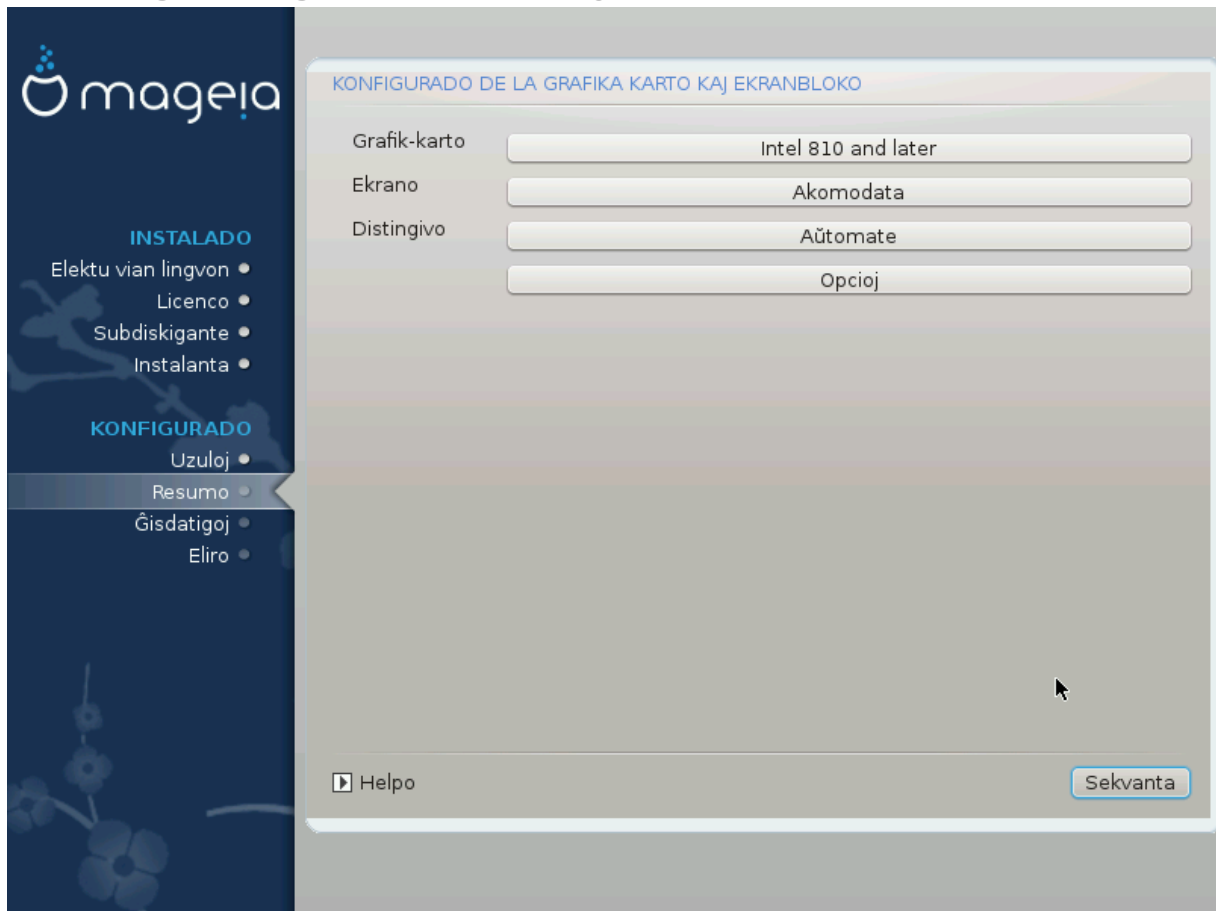 mageia
INSTALADO
Elektu vian lingvon
Licenco
Subdiskigante
Instalanta
KONFIGURADO
Uzuloj
Resumo
Ĝisdatigoj
Eliro
KONFIGURADO DE LA GRAFIKA KARTO KAJ EKRANBLOKO
Grafik-karto Intel 810 and later
Ekrano Akomodata
Distingivo Aŭtomate
Opcioj
Helpo Sekvanta